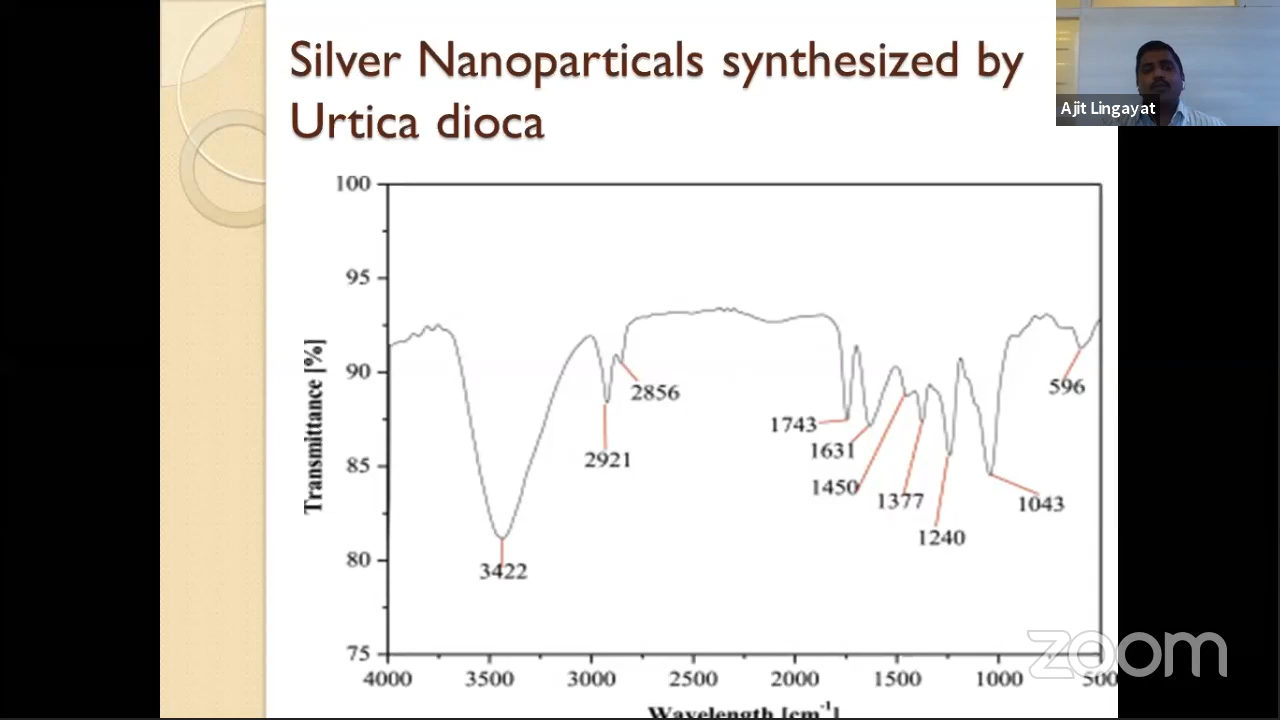 Silver Nanoparticals synthesized by
Urtica dioca
Ajit Lingayat
100
95
90
85
80
75
Transmittance [%]
3422
2921
2856
1743
1631
1450
1377
1240
1043
596
4000 3500 3000 2500 2000 1500 1000 500
Wavelength [cm⁻¹]
zoom